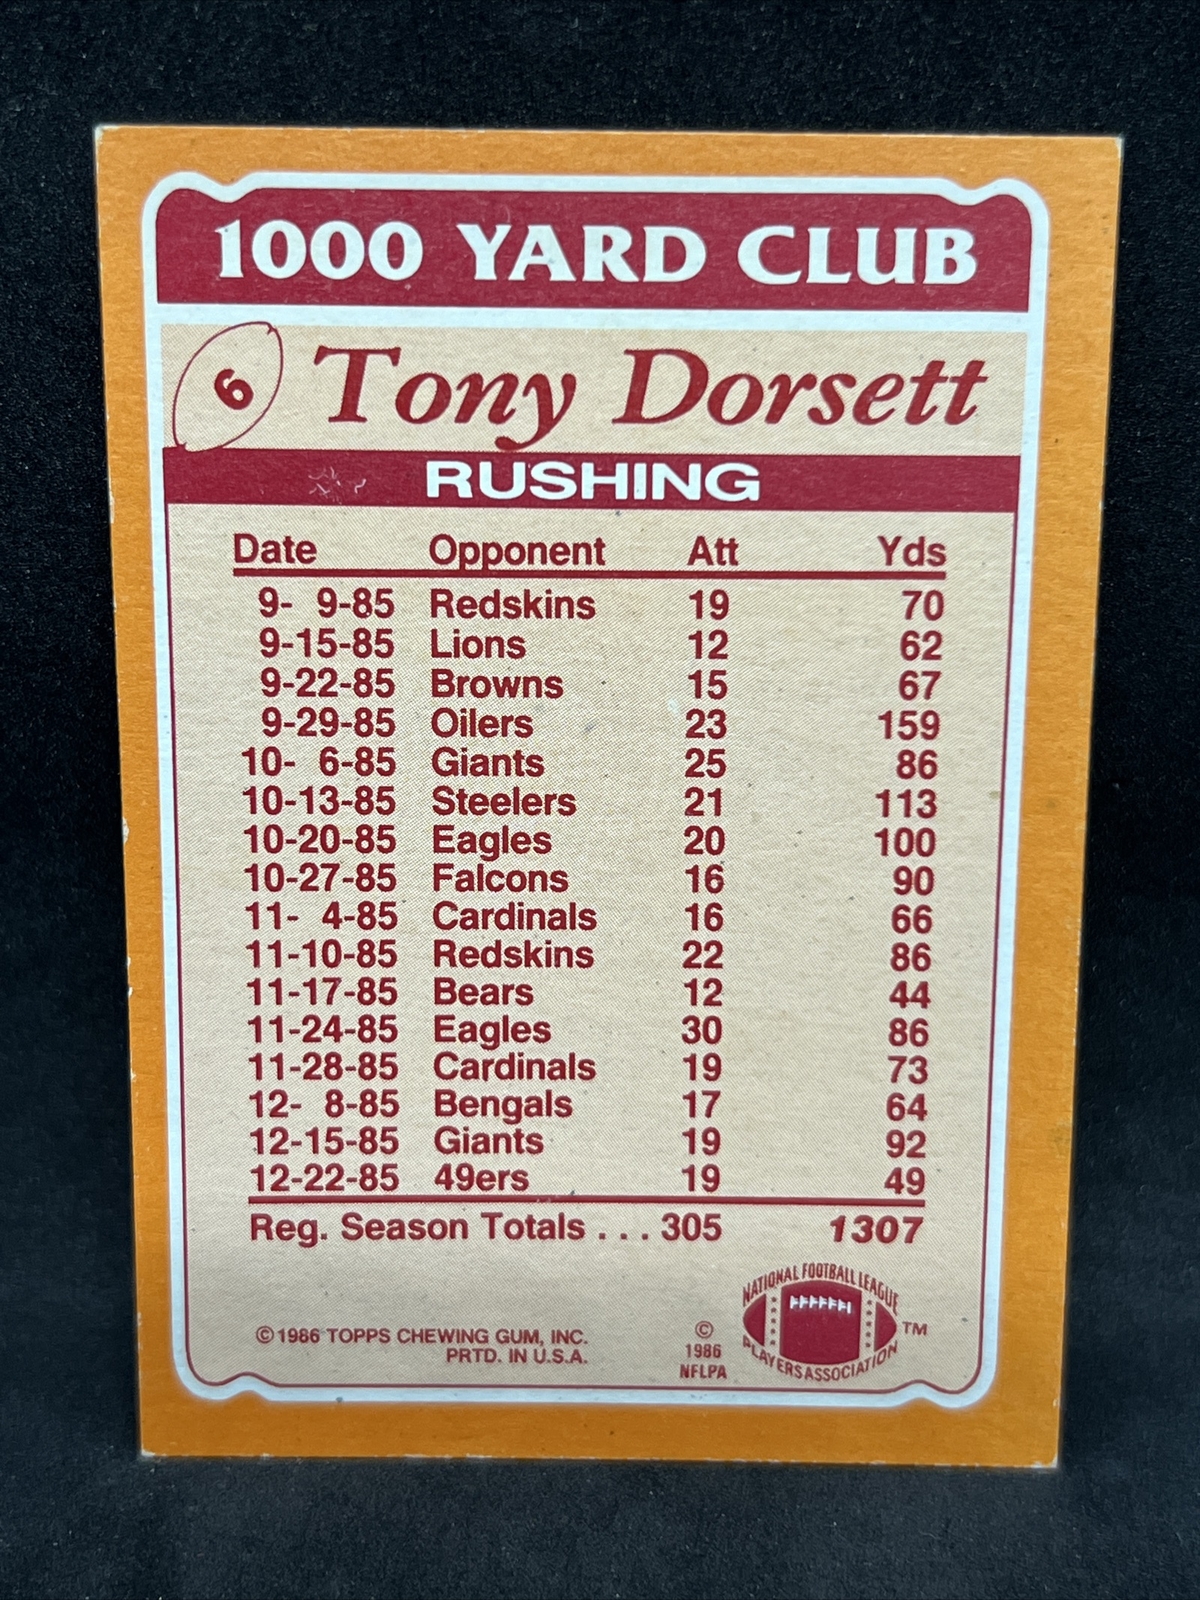 1000 YARD CLUB
6 Tony Dorsett
RUSHING
Date Opponent Att Yds
9- 9-85 Redskins 19 70
9-15-85 Lions 12 62
9-22-85 Browns 15 67
9-29-85 Oilers 23 159
10- 6-85 Giants 25 86
10-13-85 Steelers 21 113
10-20-85 Eagles 20 100
10-27-85 Falcons 16 90
11- 4-85 Cardinals 16 66
11-10-85 Redskins 22 86
11-17-85 Bears 12 44
11-24-85 Eagles 30 86
11-28-85 Cardinals 19 73
12- 8-85 Bengals 17 64
12-15-85 Giants 19 92
12-22-85 49ers 19 49
Reg. Season Totals . . . 305 1307
© 1986 TOPPS CHEWING GUM, INC.
PRTD. IN U.S.A.
©
1986
NFLPA
NATIONAL FOOTBALL LEAGUE
PLAYERS ASSOCIATION
TM